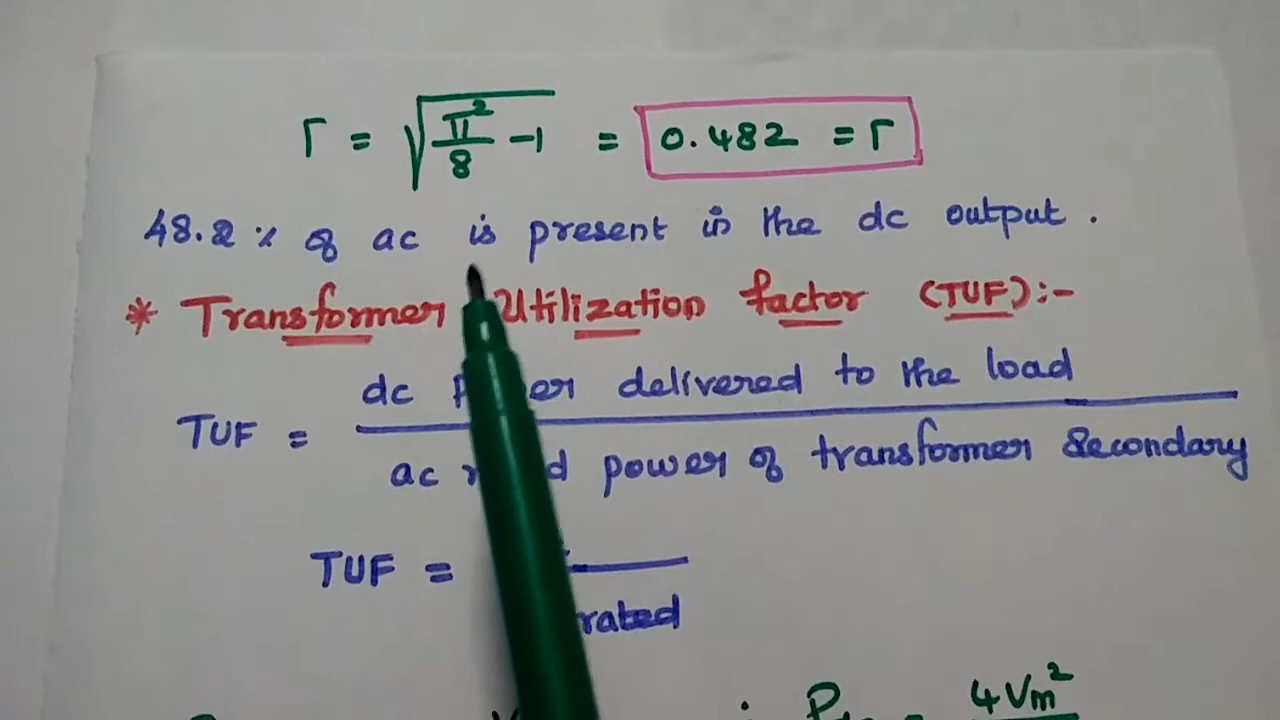 Γ = √(π²/8 - 1) = 0.482 = Γ
48.2 % of ac is present in the dc output .
* Transformer Utilization factor (TUF):-
dc delivered to the load
TUF =
ac power of transformer Secondary
TUF =
rated
4Vm²